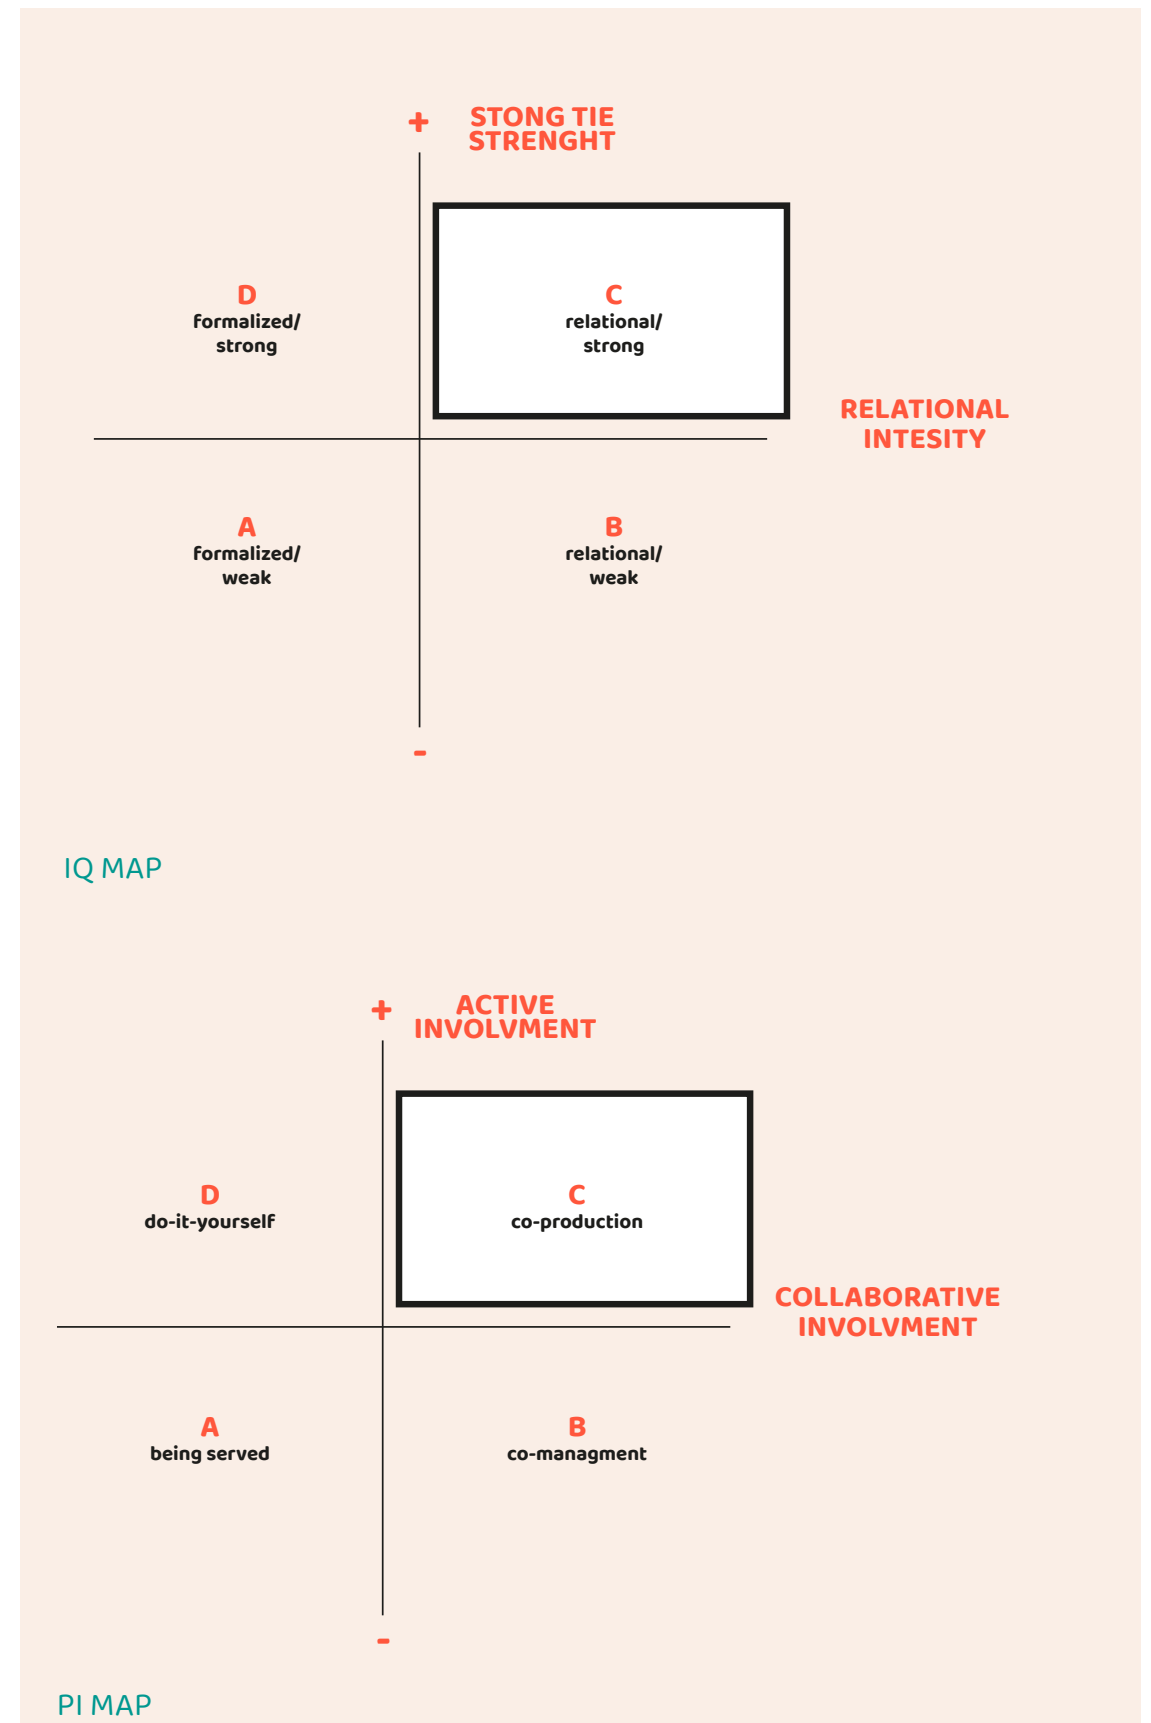 +
STONG TIE
STRENGHT
D
formalized/
strong
C
relational/
strong
RELATIONAL
INTESITY
A
formalized/
weak
B
relational/
weak
-
IQ MAP
+
ACTIVE
INVOLVMENT
D
do-it-yourself
C
co-production
COLLABORATIVE
INVOLVMENT
A
being served
B
co-managment
-
PI MAP